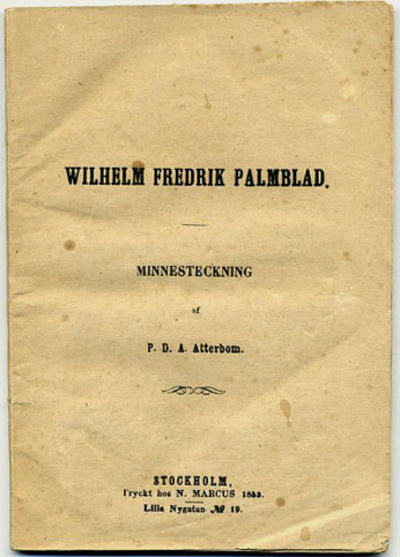 WILHELM FREDRIK PALMBLAD.
MINNESTECKNING
af
P. D. A. Atterbom.
STOCKHOLM,
Tryckt hos N. MARCUS 1853.
Lilla Nygatan № 19.